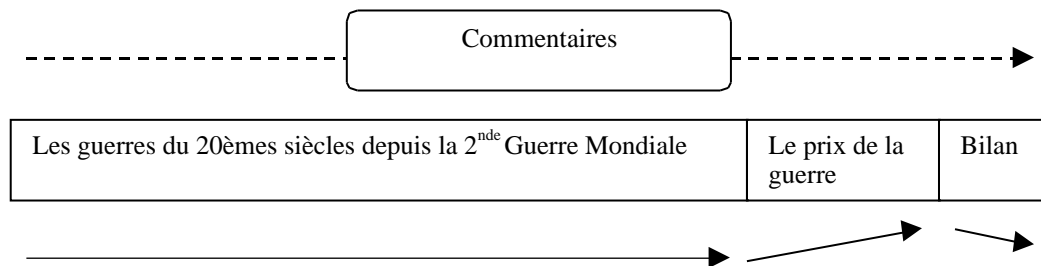 Commentaires
Les guerres du 20èmes siècles depuis la 2nde Guerre Mondiale
Le prix de la
guerre
Bilan